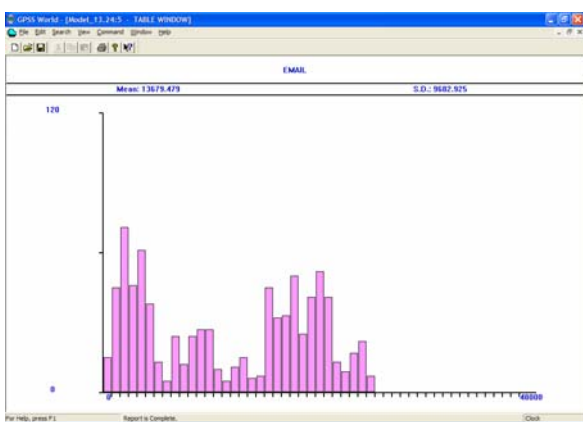 GPSS World - [Model_13.24:5 - TABLE WINDOW]
File Edit Search View Command Window Help
EMAIL
Mean: 13679.479 S.D.: 9602.925
120
0
0 40000
For Help, press F1 Report is Complete. Clock